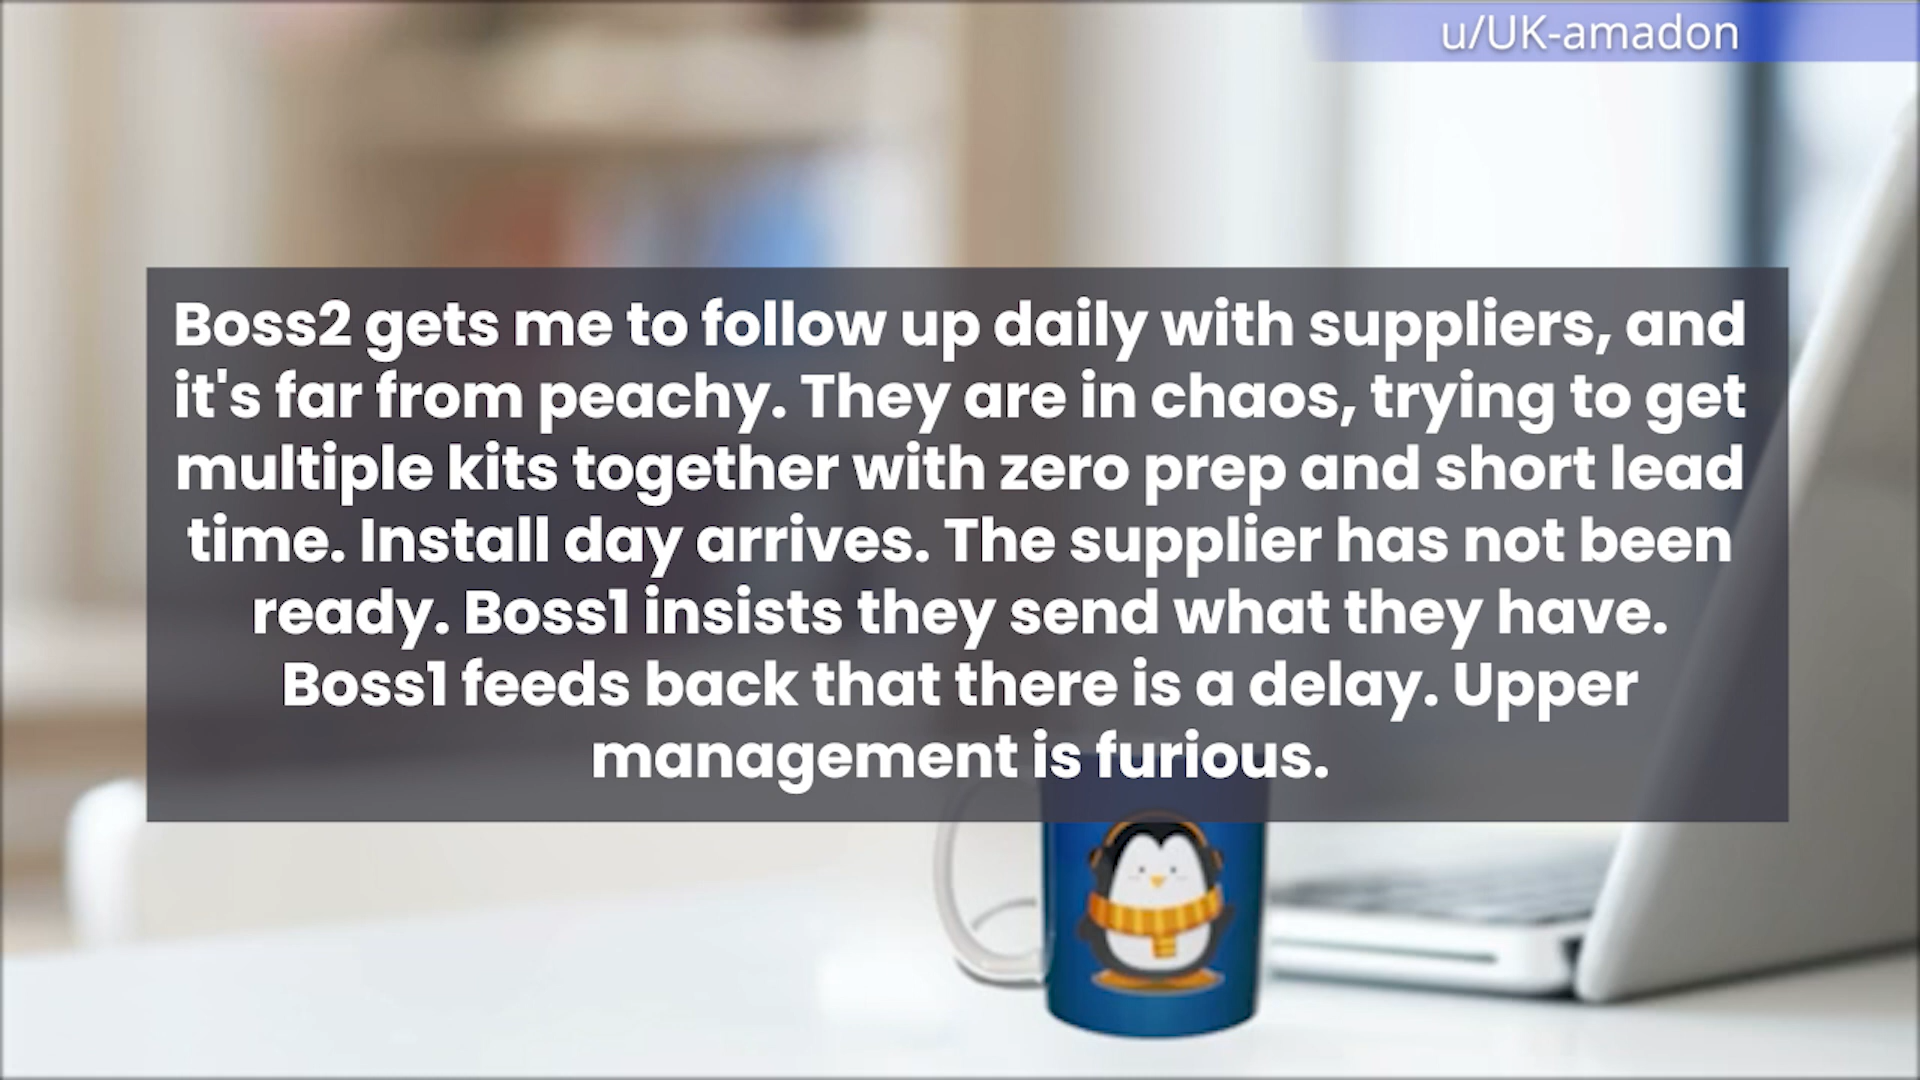 u/UK-amadon
Boss2 gets me to follow up daily with suppliers, and
it's far from peachy. They are in chaos, trying to get
multiple kits together with zero prep and short lead
time. Install day arrives. The supplier has not been
ready. Boss1 insists they send what they have.
Boss1 feeds back that there is a delay. Upper
management is furious.